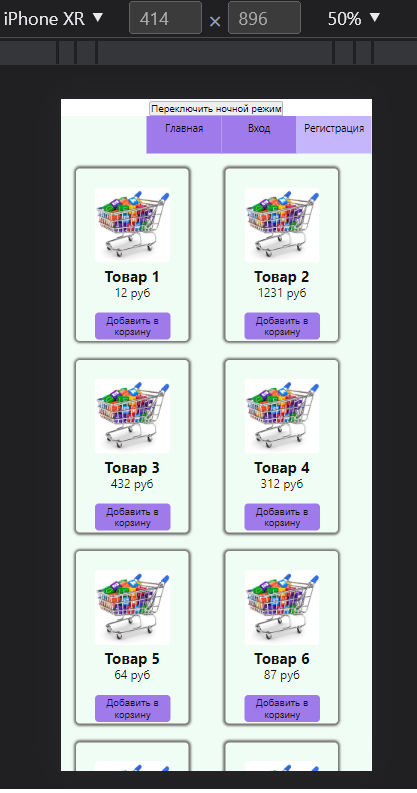 iPhone XR ▼ 414 × 896 50% ▼
Переключить ночной режим
Главная Вход Регистрация
Товар 1 Товар 2
12 руб 1231 руб
Добавить в Добавить в
корзину корзину
Товар 3 Товар 4
432 руб 312 руб
Добавить в Добавить в
корзину корзину
Товар 5 Товар 6
64 руб 87 руб
Добавить в Добавить в
корзину корзину